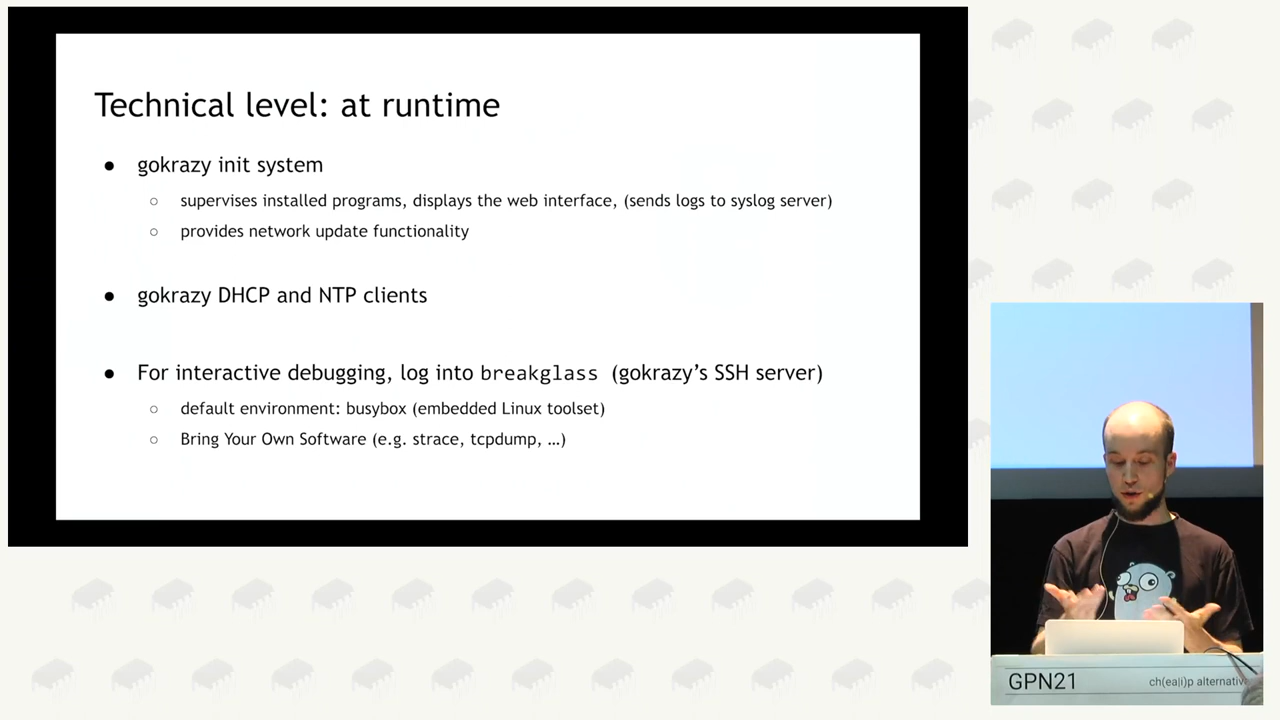 Technical level: at runtime
● gokrazy init system
○ supervises installed programs, displays the web interface, (sends logs to syslog server)
○ provides network update functionality
● gokrazy DHCP and NTP clients
● For interactive debugging, log into breakglass (gokrazy’s SSH server)
○ default environment: busybox (embedded Linux toolset)
○ Bring Your Own Software (e.g. strace, tcpdump, …)
GPN21
ch(ea|i)p